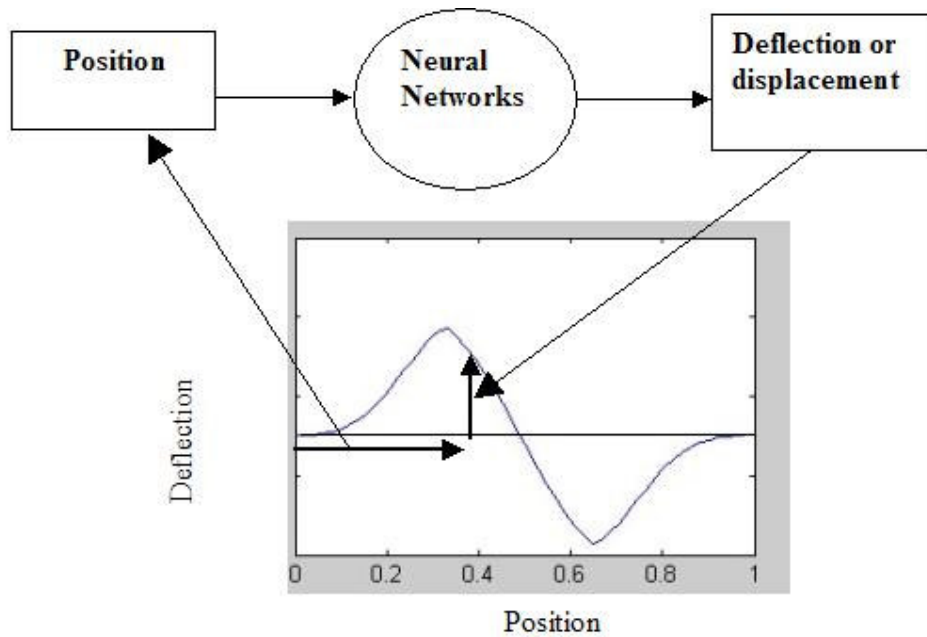 Position
Neural
Networks
Deflection or
displacement
Deflection
0 0.2 0.4 0.6 0.8 1
Position